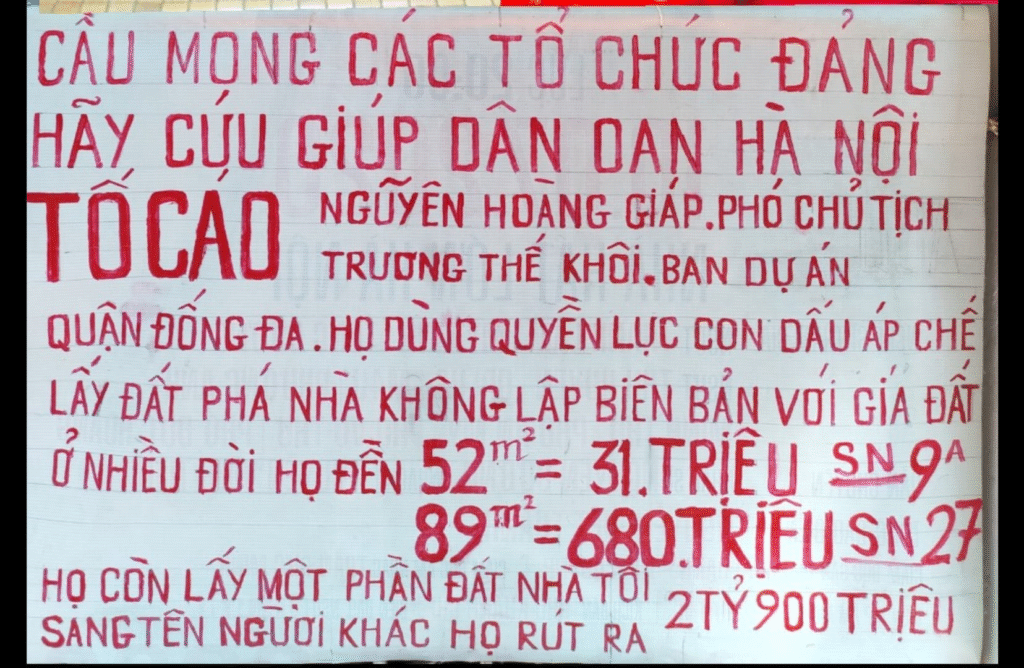 CẦU MONG CÁC TỔ CHỨC ĐẢNG
HÃY CỨU GIÚP DÂN OAN HÀ NỘI
TỐ CÁO NGUỸÊN HOÀNG GIÁP. PHÓ CHỦ TỊCH
TRƯƠNG THẾ KHÔI. BAN DỰ ÁN
QUẬN ĐỐNG ĐA. HỌ DÙNG QUYỀN LỰC CON DẤU ÁP CHẾ
LẤY ĐẤT PHÁ NHÀ KHÔNG LẬP BIÊN BẢN VỚI GIÁ ĐẤT
Ở NHIỀU ĐỜI HỌ ĐỀN 52m² = 31.TRIỆU SN 9A
89m² = 680.TRIỆU SN 27
HỌ CÒN LẤY MỘT PHẦN ĐẤT NHÀ TÔI
SANG TÊN NGƯỜI KHÁC HỌ RÚT RA 2 TỶ 900 TRIỆU